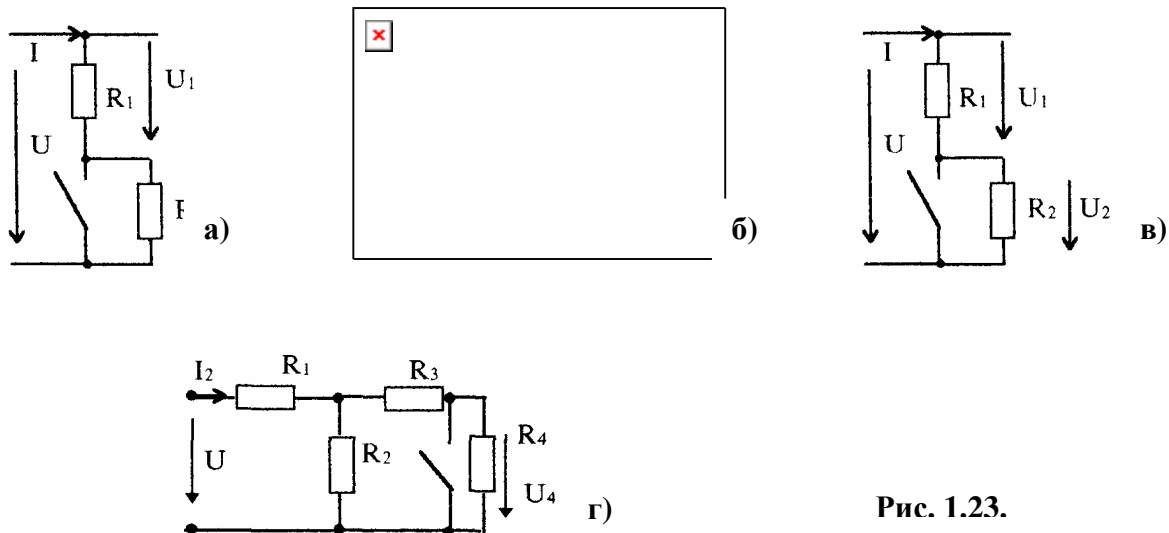 I
U₁
R₁
U
а)
б)
I
R₁
U₁
U
R₂
U₂
в)
I₂
R₁
R₃
U
R₂
R₄
U₄
г)
Рис. 1.23.